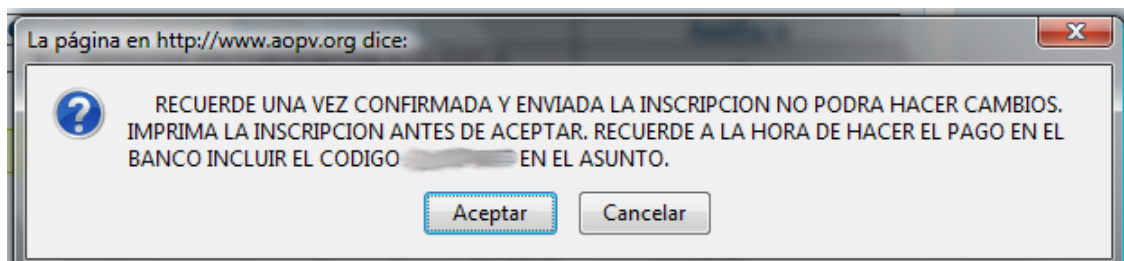 La página en http://www.aopv.org dice:
RECUERDE UNA VEZ CONFIRMADA Y ENVIADA LA INSCRIPCION NO PODRA HACER CAMBIOS.
IMPRIMA LA INSCRIPCION ANTES DE ACEPTAR. RECUERDE A LA HORA DE HACER EL PAGO EN EL
BANCO INCLUIR EL CODIGO EN EL ASUNTO.
Aceptar Cancelar